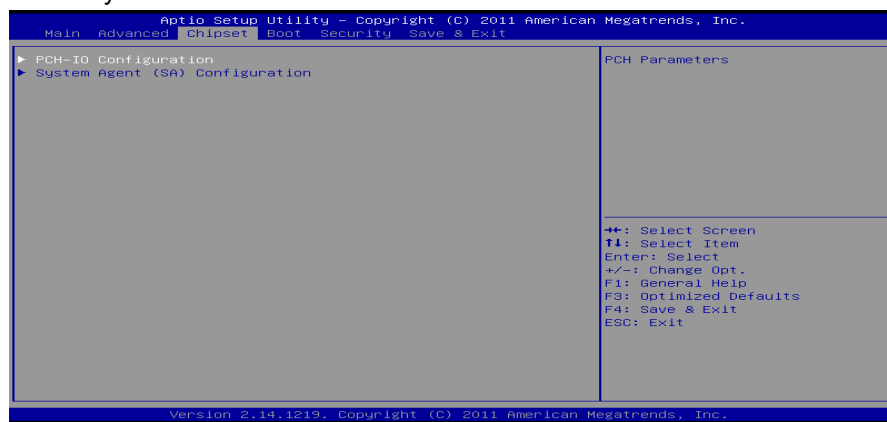 Aptio Setup Utility – Copyright (C) 2011 American Megatrends, Inc.
Main Advanced Chipset Boot Security Save & Exit
► PCH-IO Configuration
► System Agent (SA) Configuration
PCH Parameters
→←: Select Screen
↑↓: Select Item
Enter: Select
+/-: Change Opt.
F1: General Help
F3: Optimized Defaults
F4: Save & Exit
ESC: Exit
Version 2.14.1219. Copyright (C) 2011 American Megatrends, Inc.